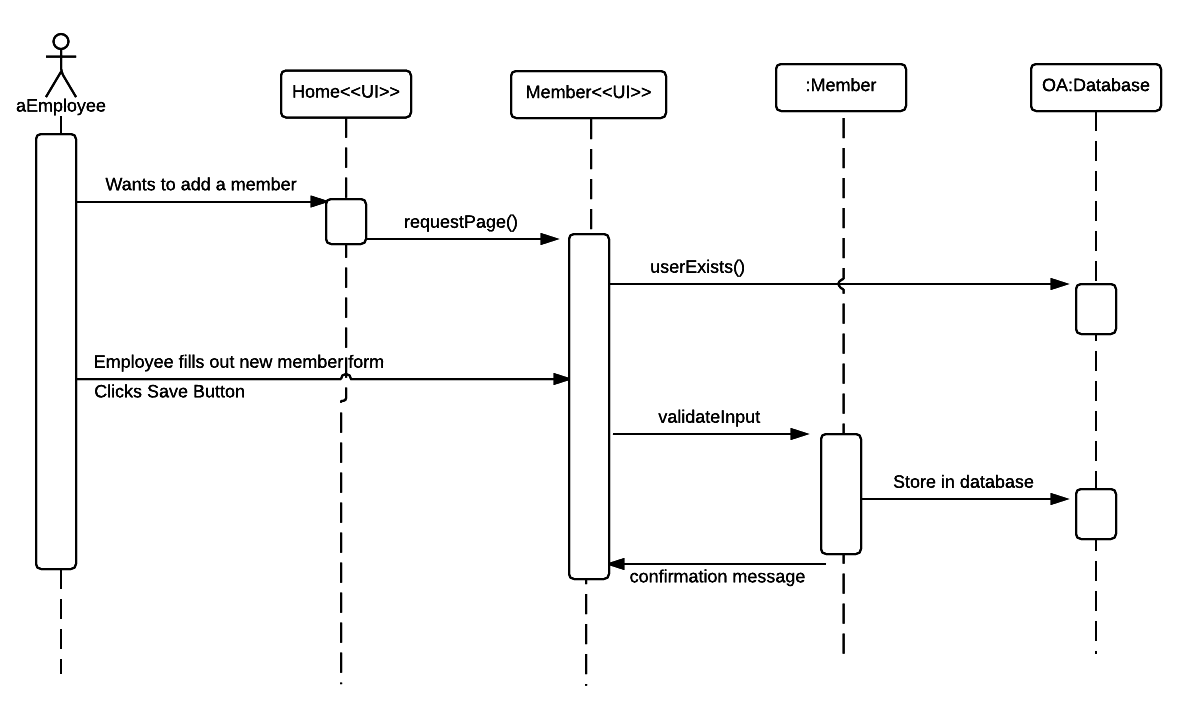 aEmployee
Home<<UI>>
Member<<UI>>
:Member
OA:Database
Wants to add a member
requestPage()
userExists()
Employee fills out new member form
Clicks Save Button
validateInput
Store in database
confirmation message